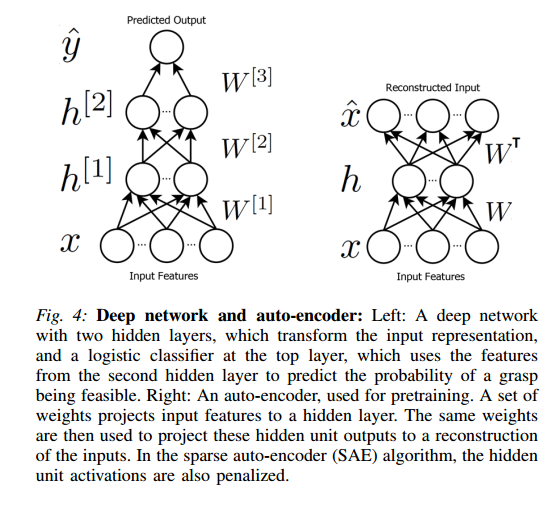 Predicted Output
ŷ
W[3]
h[2]
W[2]
h[1]
W[1]
x
Input Features
Reconstructed Input
x̂
Wᵀ
h
W
x
Input Features
Fig. 4: Deep network and auto-encoder: Left: A deep network
with two hidden layers, which transform the input representation,
and a logistic classifier at the top layer, which uses the features
from the second hidden layer to predict the probability of a grasp
being feasible. Right: An auto-encoder, used for pretraining. A set of
weights projects input features to a hidden layer. The same weights
are then used to project these hidden unit outputs to a reconstruction
of the inputs. In the sparse auto-encoder (SAE) algorithm, the hidden
unit activations are also penalized.